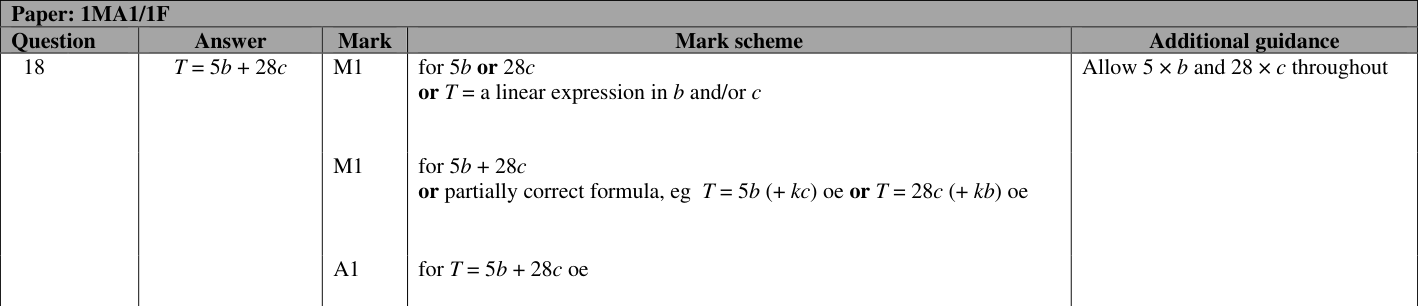 Paper: 1MA1/1F
Question Answer Mark Mark scheme Additional guidance
18 T = 5b + 28c M1 for 5b or 28c Allow 5 × b and 28 × c throughout
or T = a linear expression in b and/or c
M1 for 5b + 28c
or partially correct formula, eg T = 5b (+ kc) oe or T = 28c (+ kb) oe
A1 for T = 5b + 28c oe